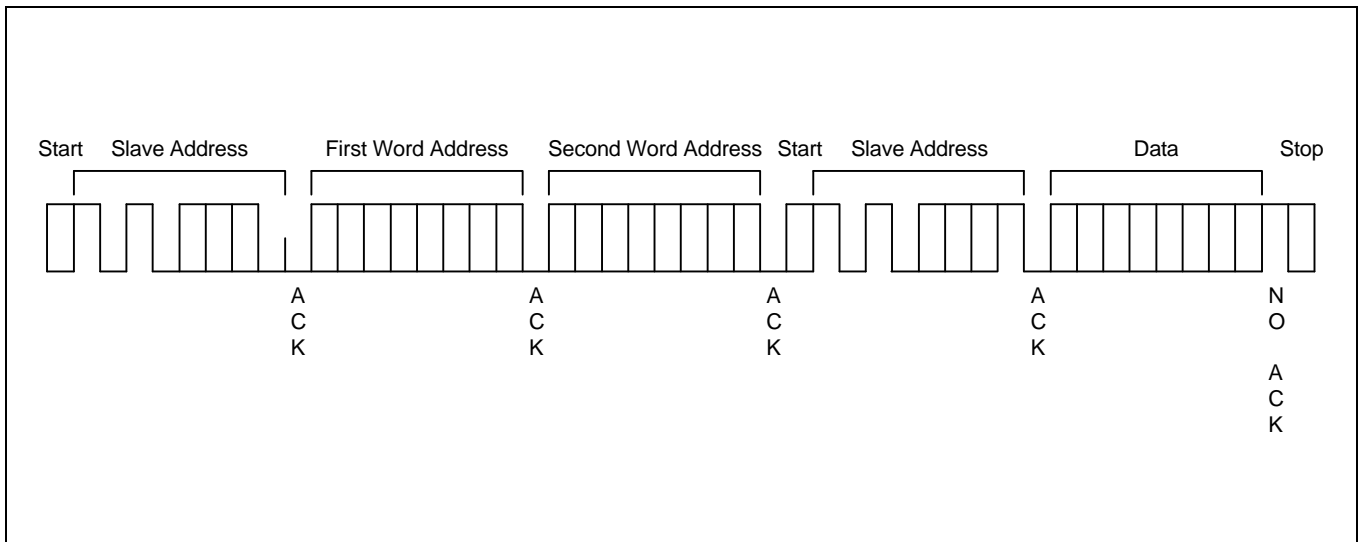 Start Slave Address First Word Address Second Word Address Start Slave Address Data Stop
A A A A N
C C C C O
K K K K
A
C
K